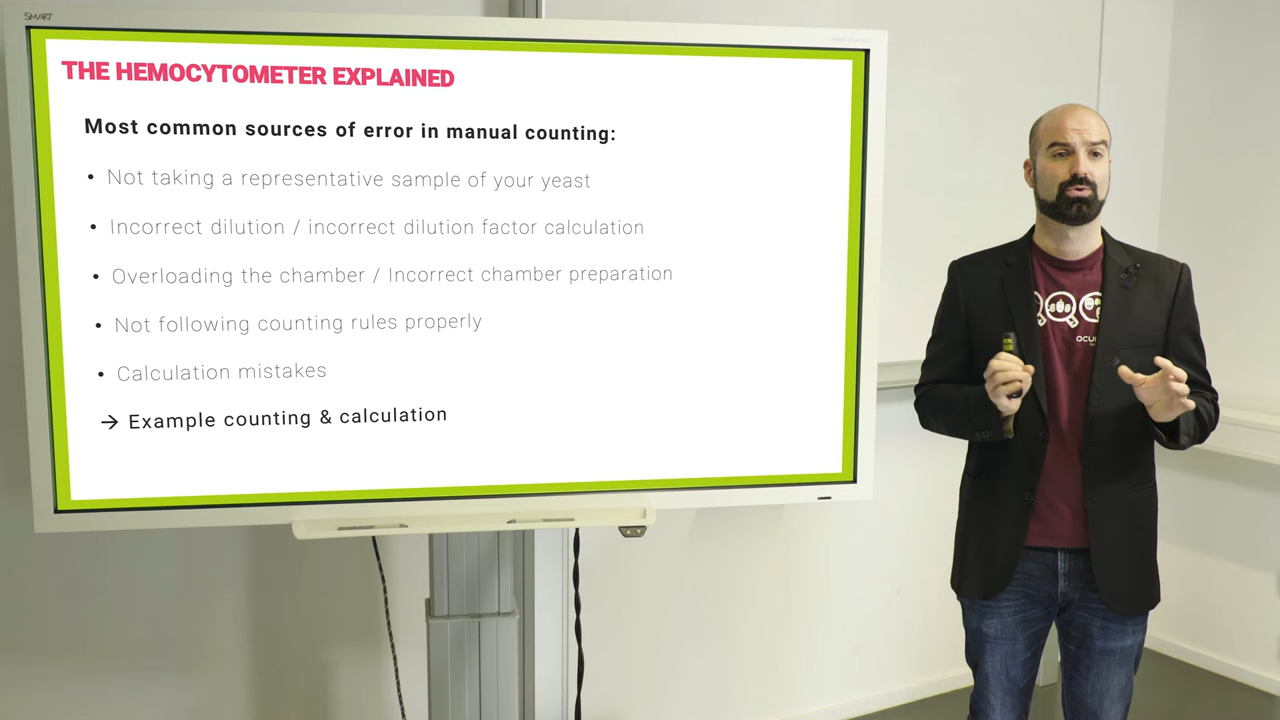 SMART
THE HEMOCYTOMETER EXPLAINED
Most common sources of error in manual counting:
• Not taking a representative sample of your yeast
• Incorrect dilution / incorrect dilution factor calculation
• Overloading the chamber / Incorrect chamber preparation
• Not following counting rules properly
• Calculation mistakes
→ Example counting & calculation